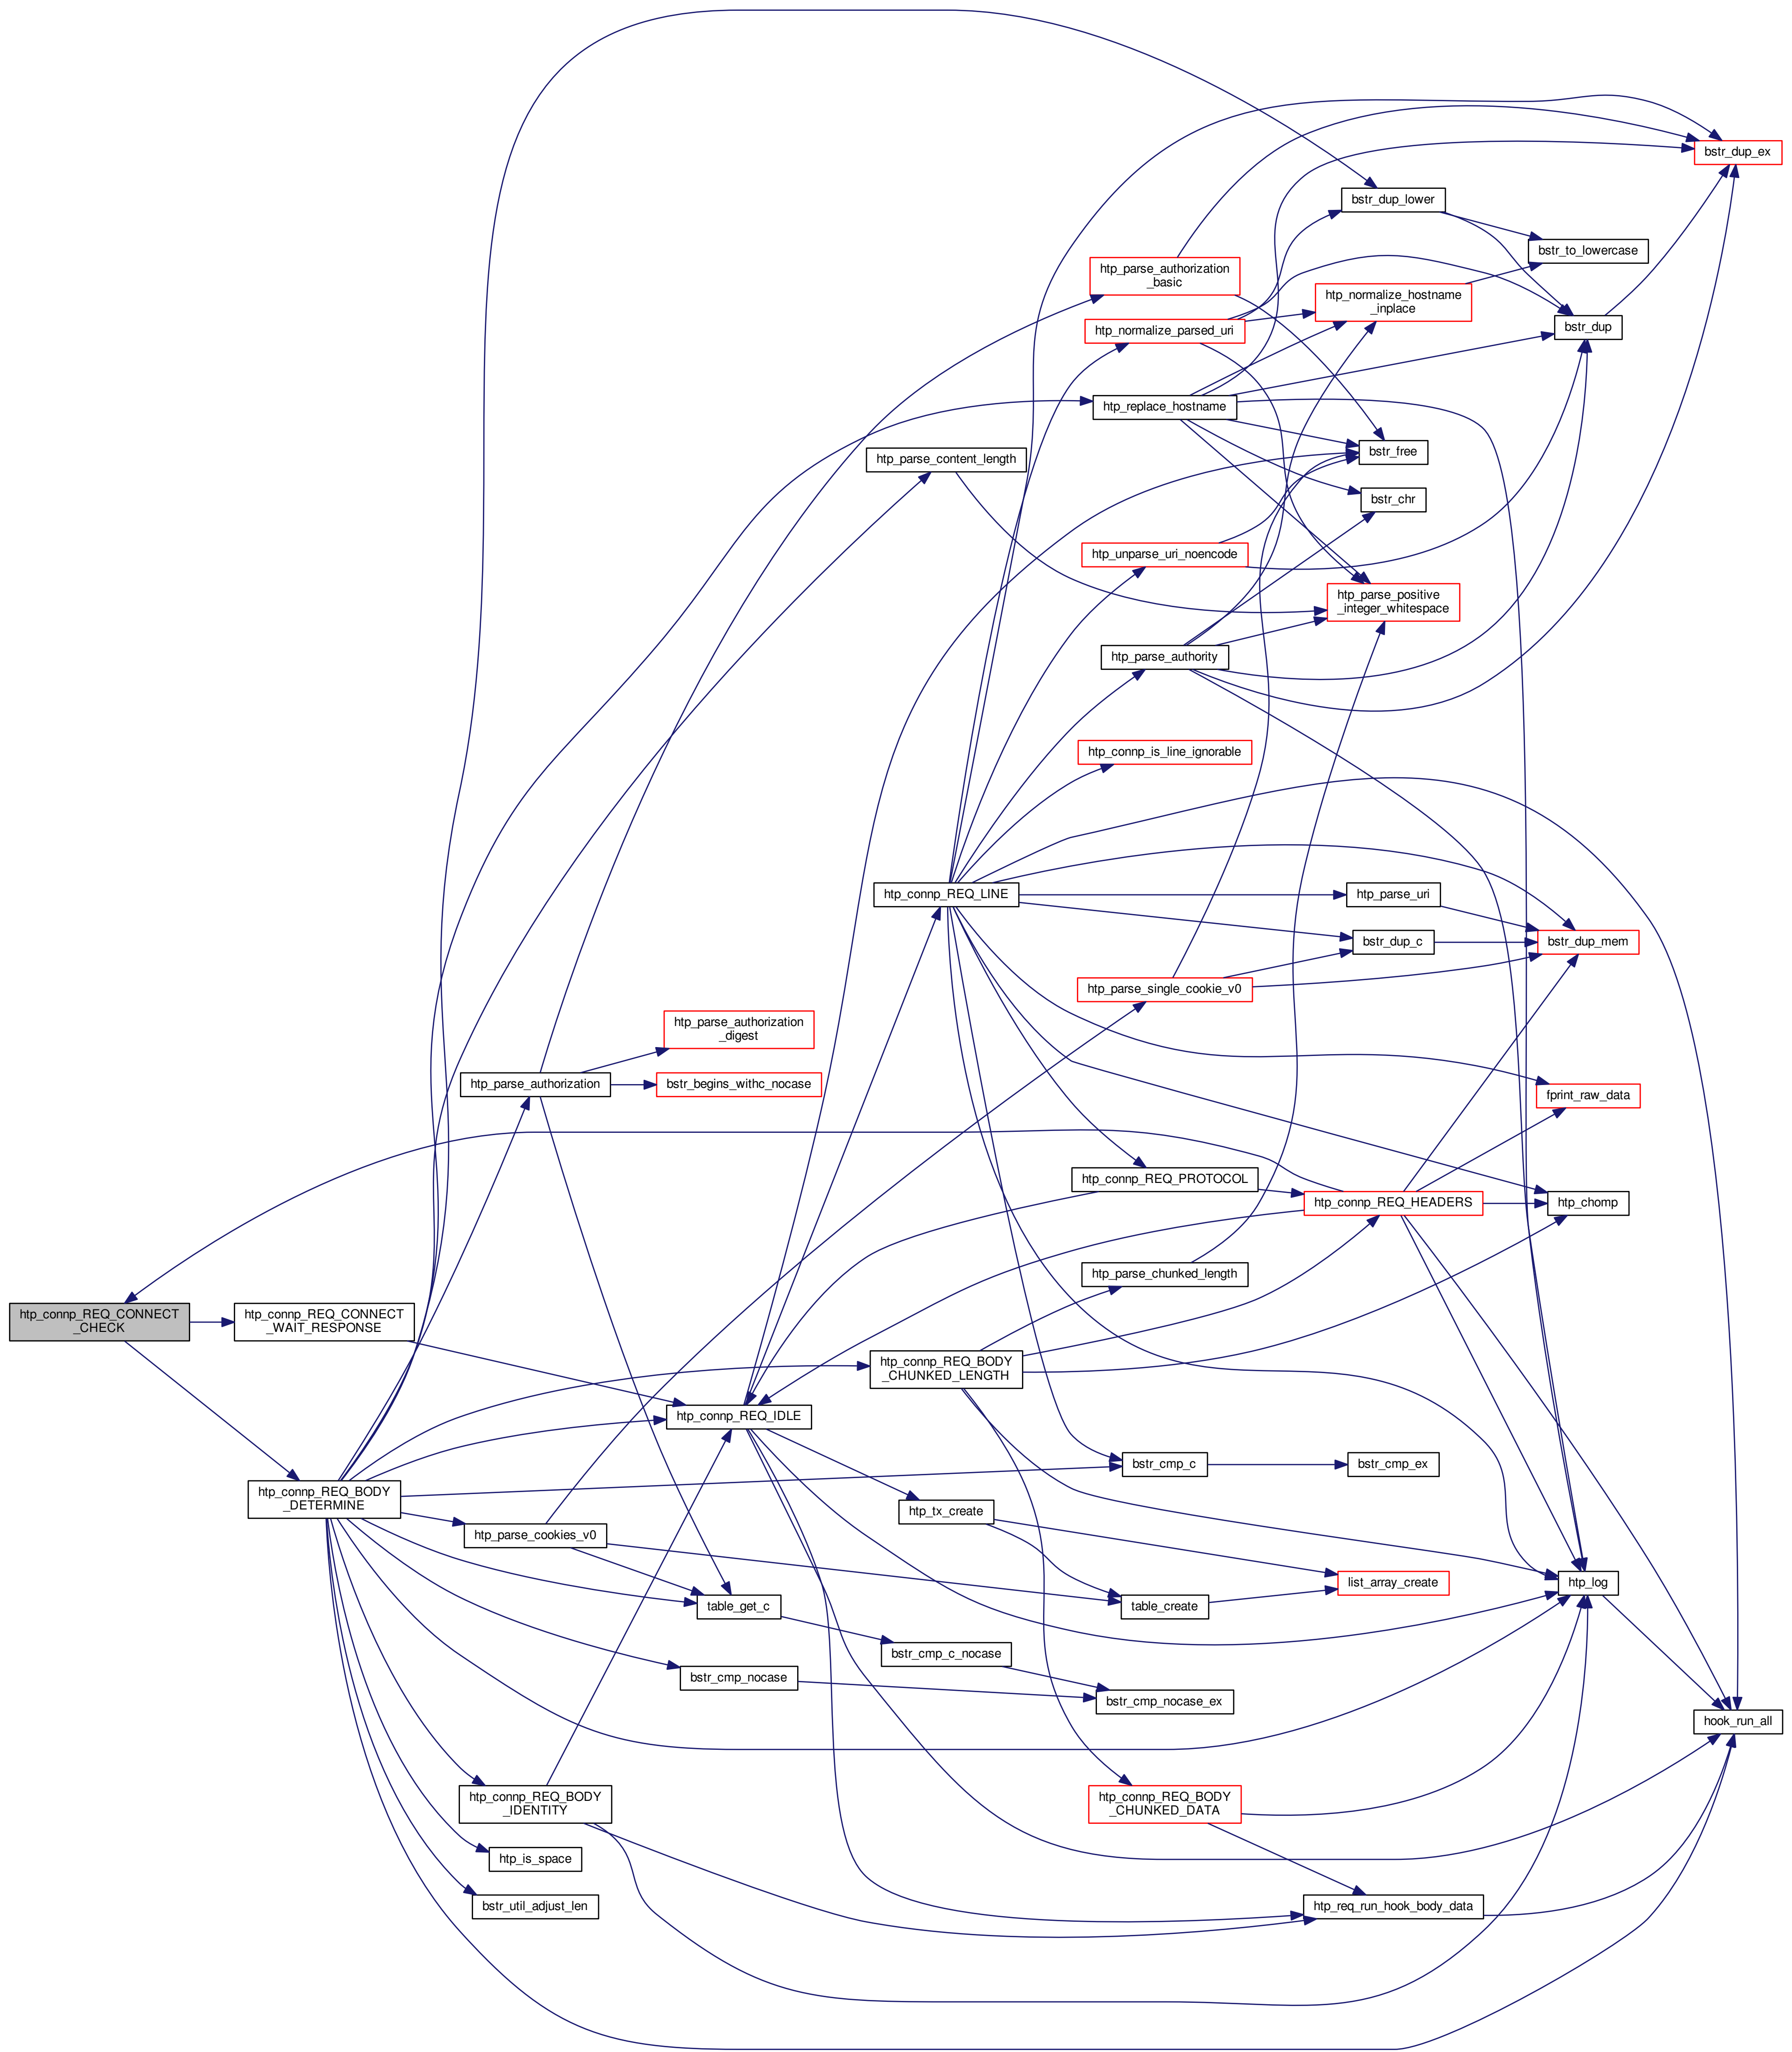 bstr_dup_ex
bstr_dup_lower
bstr_to_lowercase
htp_parse_authorization
_basic
htp_normalize_hostname
_inplace
htp_normalize_parsed_uri
bstr_dup
htp_replace_hostname
htp_parse_content_length
bstr_free
bstr_chr
htp_unparse_uri_noencode
htp_parse_positive
_integer_whitespace
htp_parse_authority
htp_connp_is_line_ignorable
htp_connp_REQ_LINE
htp_parse_uri
bstr_dup_c
bstr_dup_mem
htp_parse_single_cookie_v0
htp_parse_authorization
_digest
htp_parse_authorization
bstr_begins_withc_nocase
fprint_raw_data
htp_connp_REQ_PROTOCOL
htp_connp_REQ_HEADERS
htp_chomp
htp_parse_chunked_length
htp_connp_REQ_CONNECT
_CHECK
htp_connp_REQ_CONNECT
_WAIT_RESPONSE
htp_connp_REQ_BODY
_CHUNKED_LENGTH
htp_connp_REQ_IDLE
bstr_cmp_c
bstr_cmp_ex
htp_connp_REQ_BODY
_DETERMINE
htp_tx_create
htp_parse_cookies_v0
list_array_create
htp_log
table_get_c
table_create
bstr_cmp_c_nocase
bstr_cmp_nocase
bstr_cmp_nocase_ex
hook_run_all
htp_connp_REQ_BODY
_IDENTITY
htp_connp_REQ_BODY
_CHUNKED_DATA
htp_is_space
bstr_util_adjust_len
htp_req_run_hook_body_data